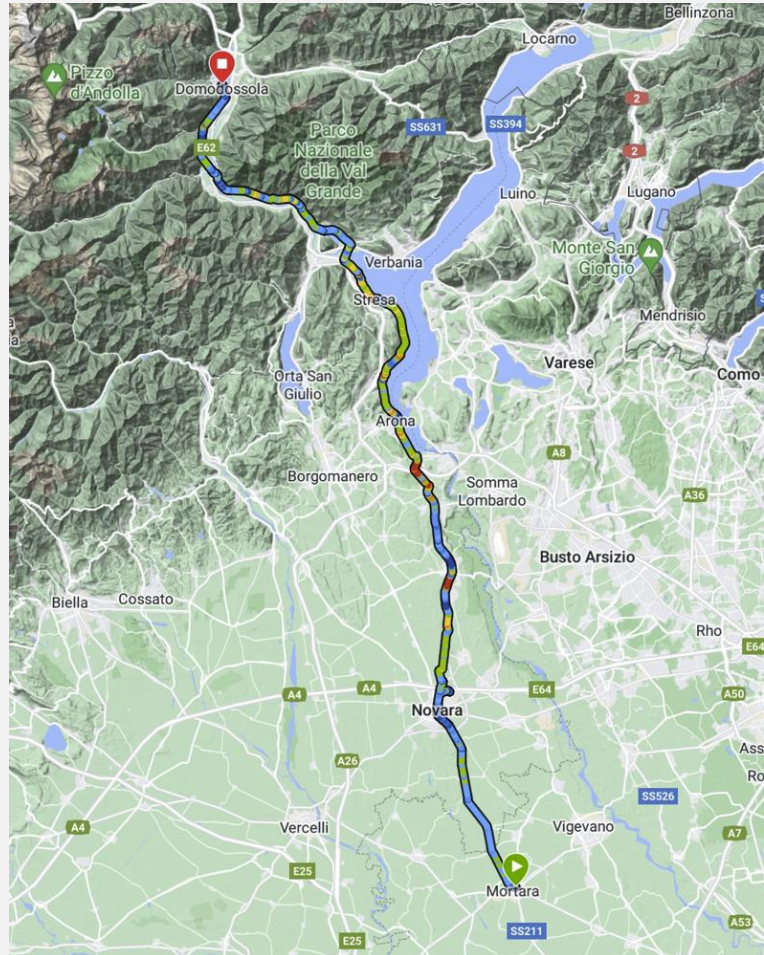 Bellinzona
Locarno
Pizzo
d'Andolla
Domodossola
2
SS631
SS394
Parco
Nazionale
della Val
Grande
E62
2
Luino
Lugano
Verbania
Monte San
Giorgio
Stresa
Mendrisio
Varese
Como
Orta San
Giulio
Arona
A8
Borgomanero
Somma
Lombardo
A36
Busto Arsizio
Biella
Cossato
Rho
E64
A4
A4
E64
A50
Novara
A26
SS526
A4
Vercelli
Vigevano
A7
E25
Mortara
A53
SS211
E25